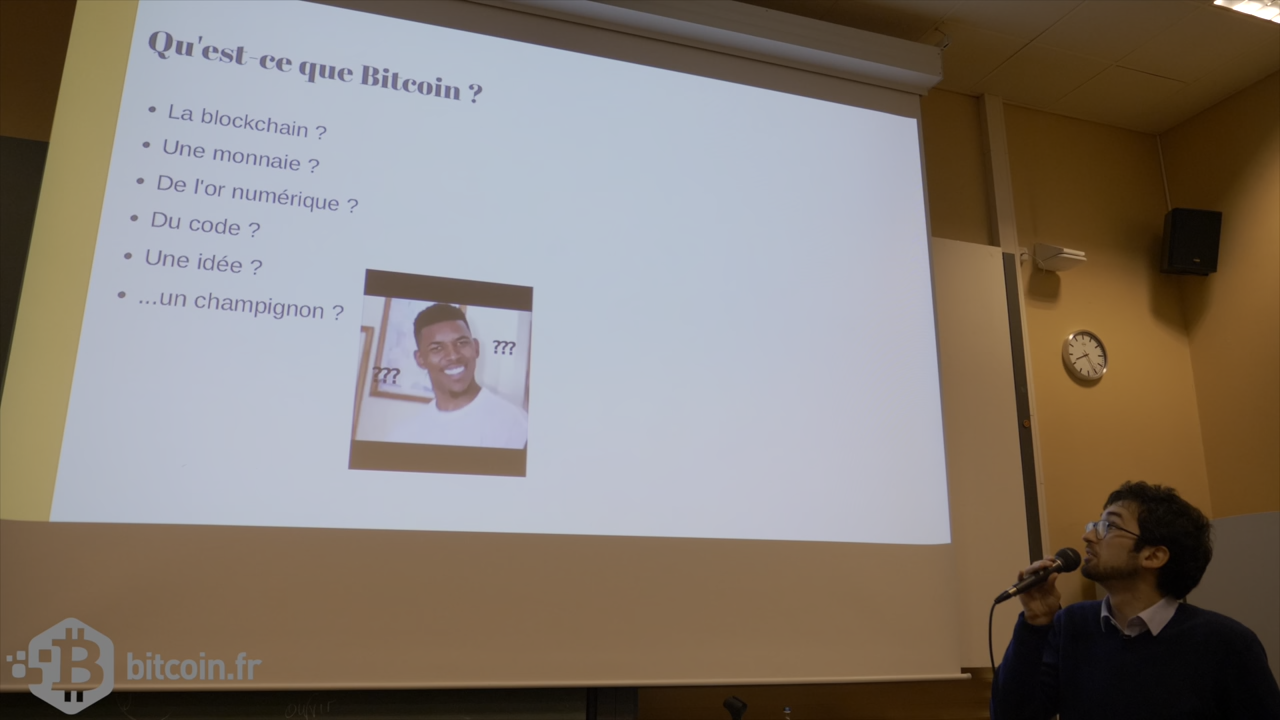 Qu'est-ce que Bitcoin ?
• La blockchain ?
• Une monnaie ?
• De l'or numérique ?
• Du code ?
• Une idée ?
• ...un champignon ?
???
???
bitcoin.fr